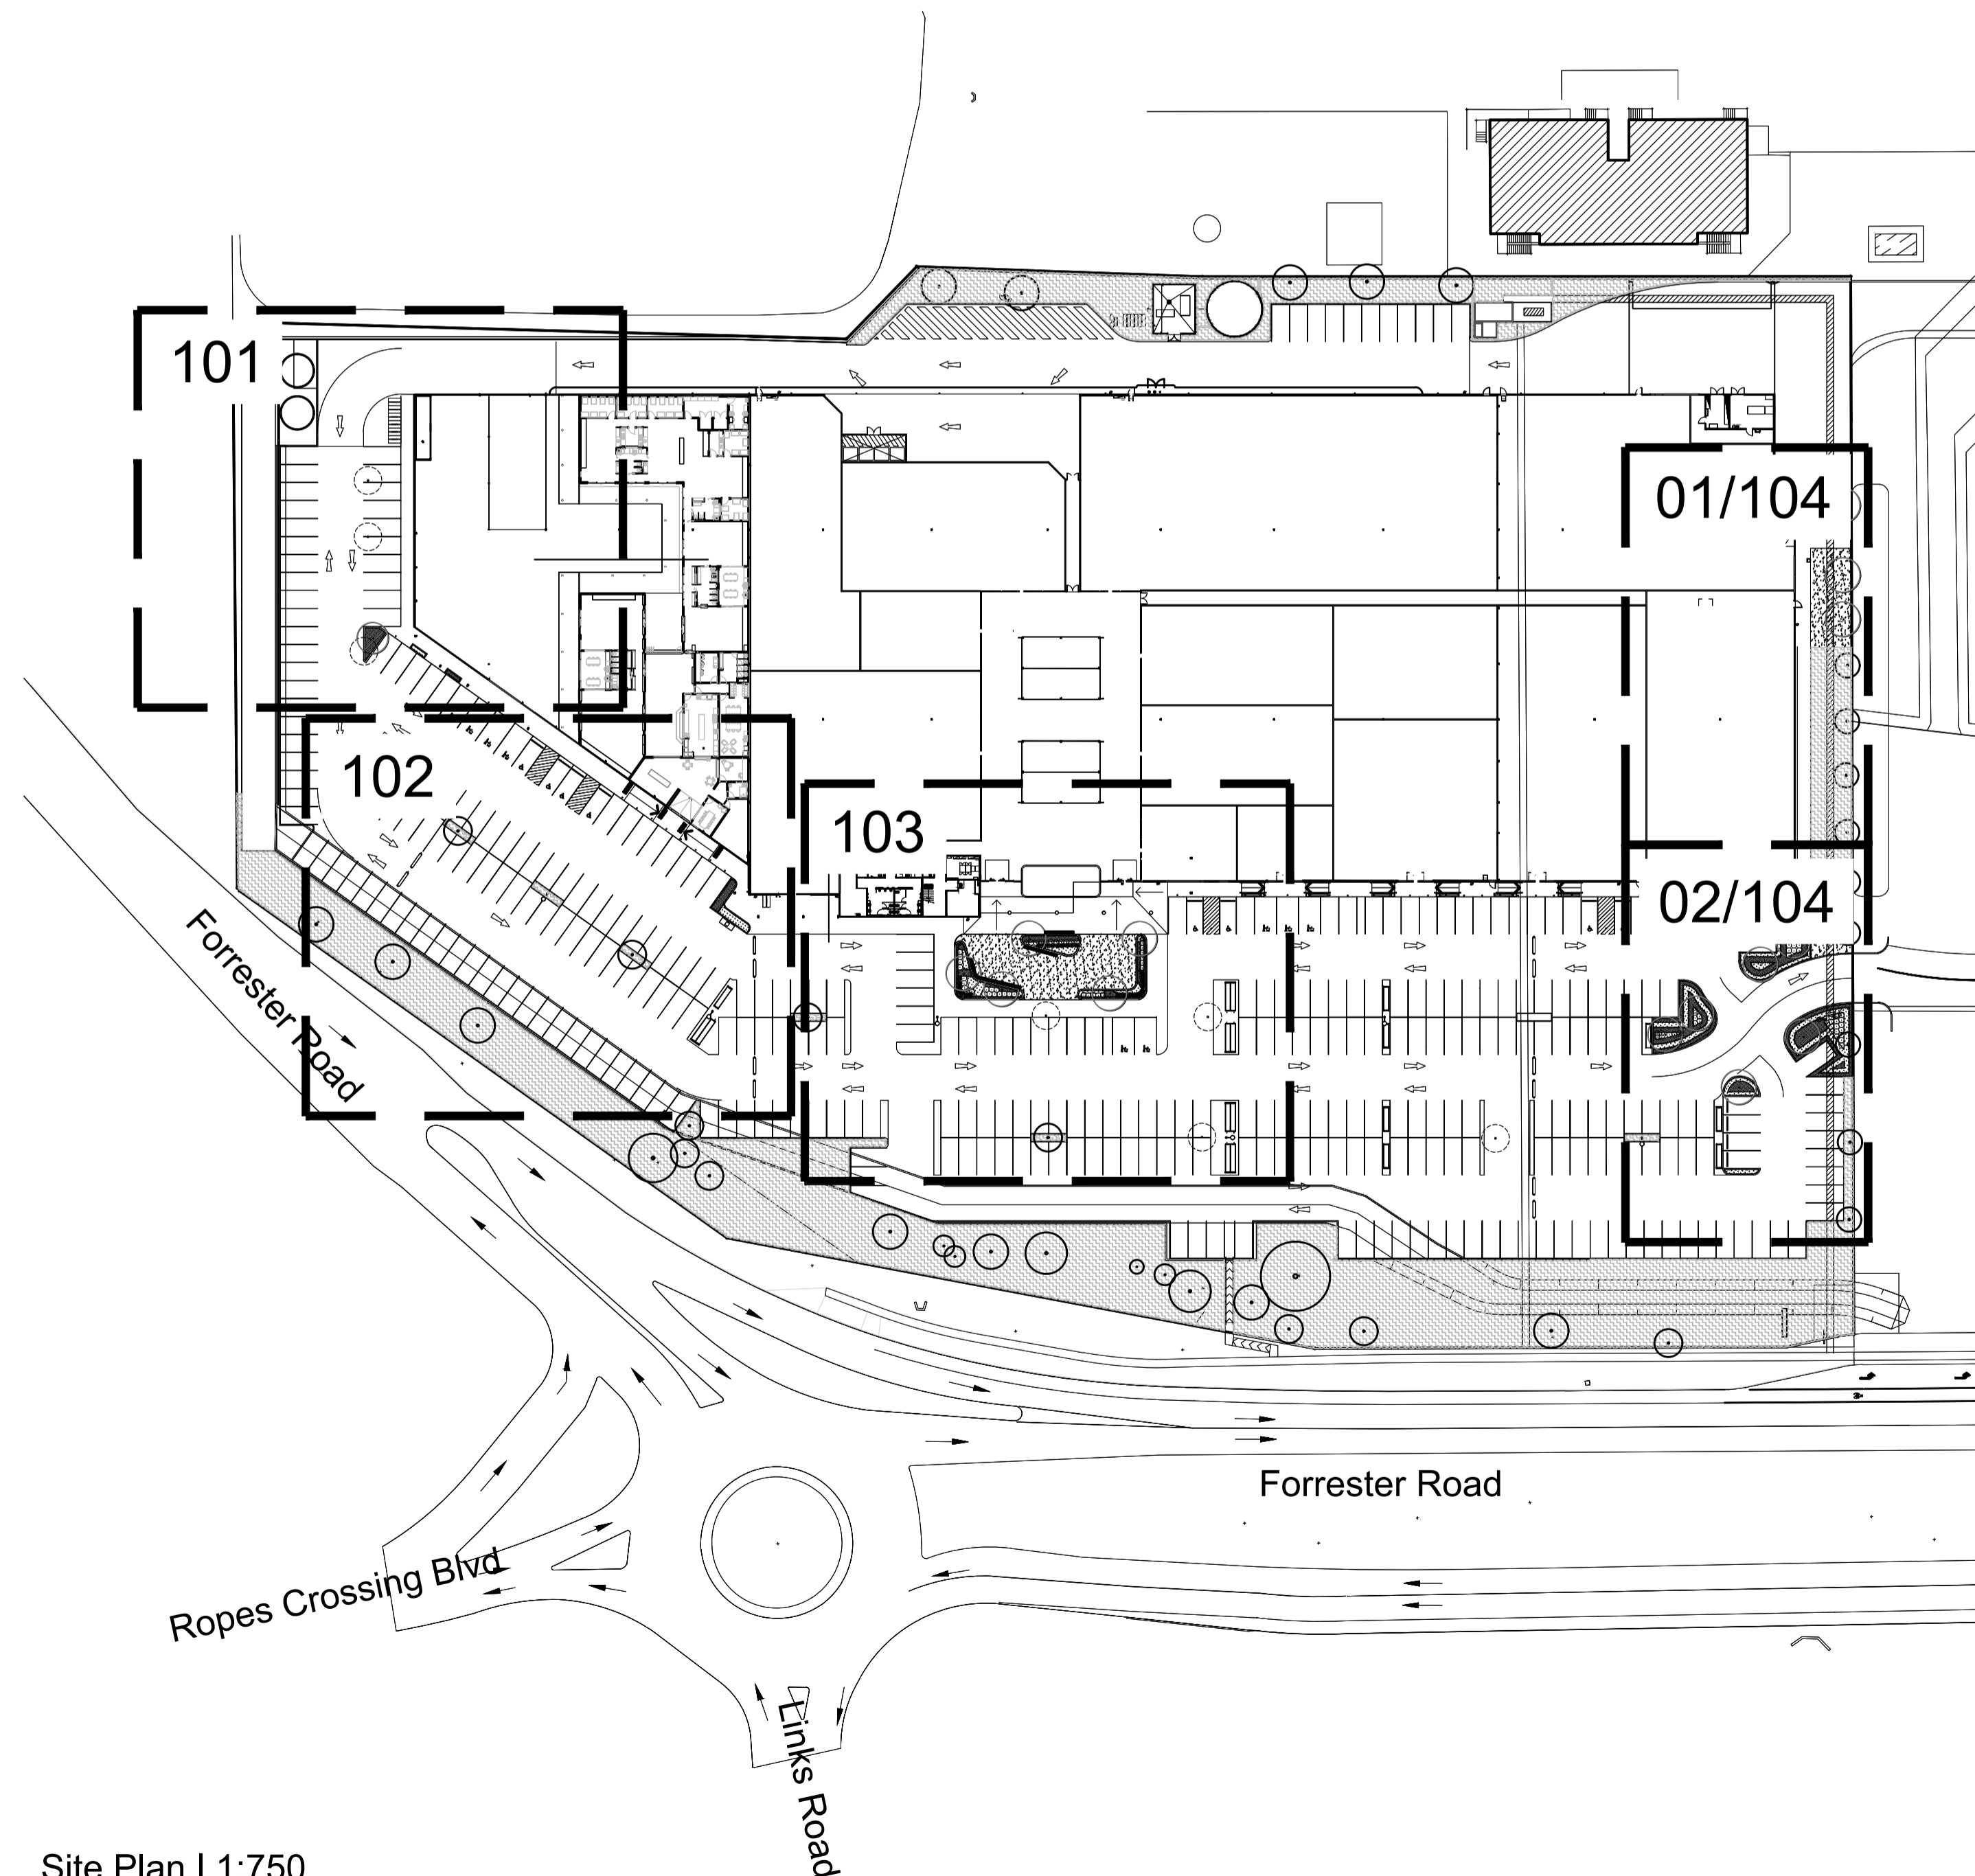 101
01/104
102
103
02/104
Forrester Road
Forrester Road
Ropes Crossing Blvd
Links Road
Site Plan | 1:750